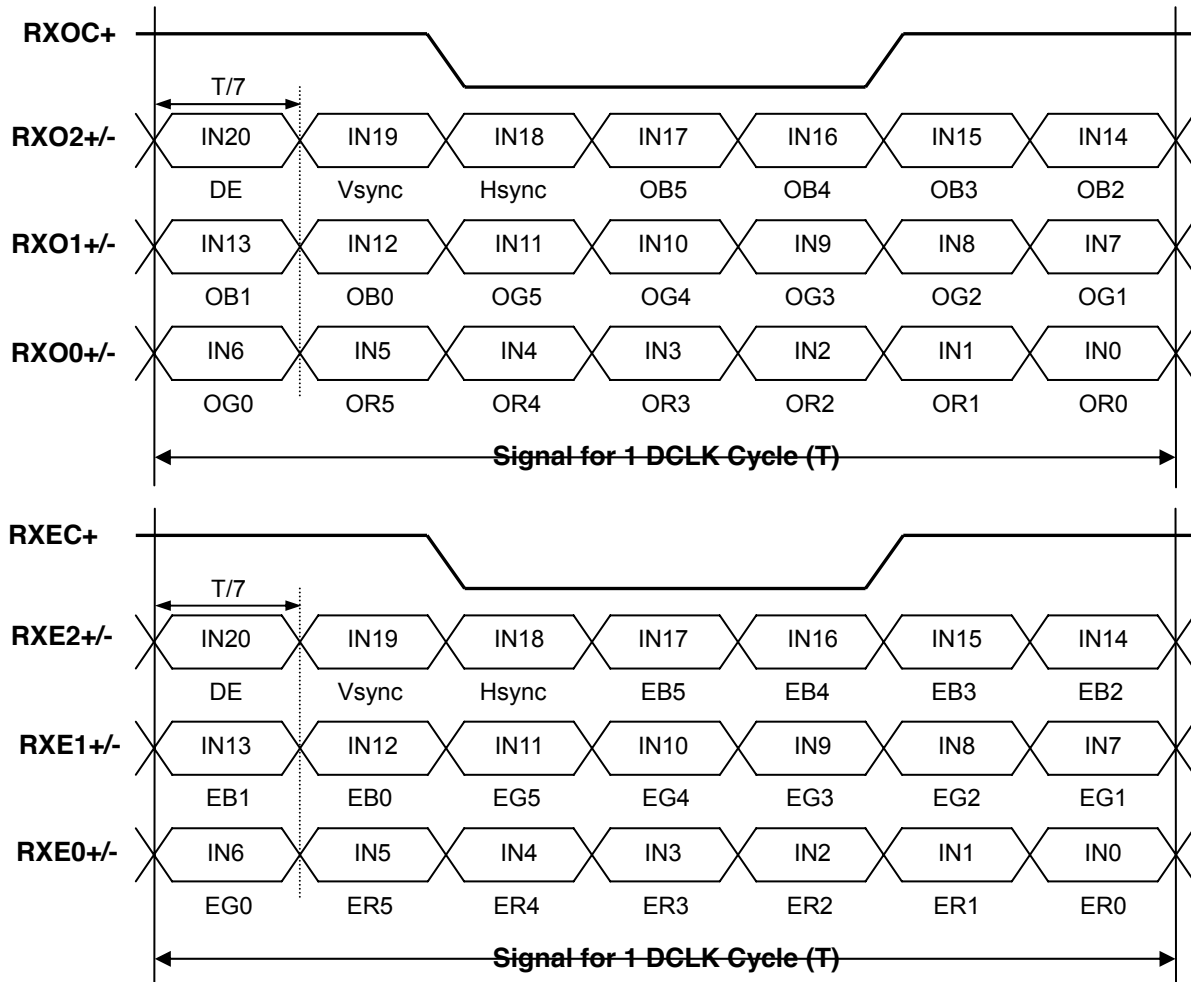 RXOC+
T/7
RXO2+/- IN20 IN19 IN18 IN17 IN16 IN15 IN14
DE Vsync Hsync OB5 OB4 OB3 OB2
RXO1+/- IN13 IN12 IN11 IN10 IN9 IN8 IN7
OB1 OB0 OG5 OG4 OG3 OG2 OG1
RXO0+/- IN6 IN5 IN4 IN3 IN2 IN1 IN0
OG0 OR5 OR4 OR3 OR2 OR1 OR0
Signal for 1 DCLK Cycle (T)
RXEC+
T/7
RXE2+/- IN20 IN19 IN18 IN17 IN16 IN15 IN14
DE Vsync Hsync EB5 EB4 EB3 EB2
RXE1+/- IN13 IN12 IN11 IN10 IN9 IN8 IN7
EB1 EB0 EG5 EG4 EG3 EG2 EG1
RXE0+/- IN6 IN5 IN4 IN3 IN2 IN1 IN0
EG0 ER5 ER4 ER3 ER2 ER1 ER0
Signal for 1 DCLK Cycle (T)